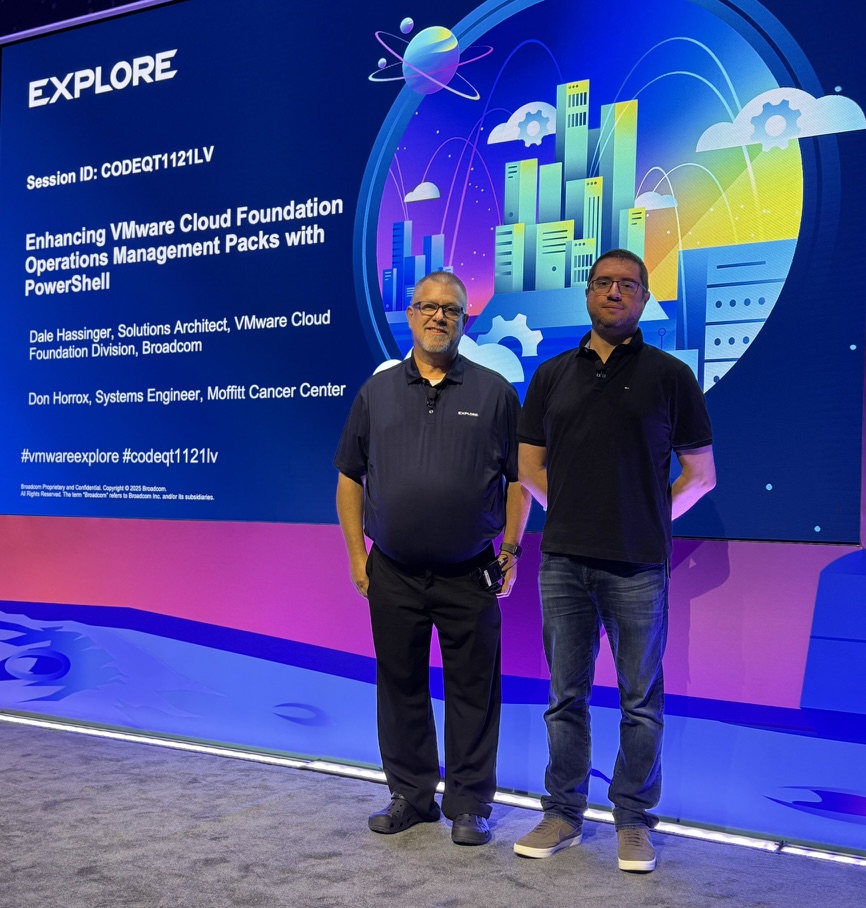 EXPLORE
Session ID: CODEQT1121LV
Enhancing VMware Cloud Foundation
Operations Management Packs with
PowerShell
Dale Hassinger, Solutions Architect, VMware Cloud
Foundation Division, Broadcom
Don Horrox, Systems Engineer, Moffitt Cancer Center
#vmwareexplore #codeqt1121lv
Broadcom Proprietary and Confidential. Copyright © 2025 Broadcom.
All Rights Reserved. The term "Broadcom" refers to Broadcom Inc. and/or its subsidiaries.
EXPLORE